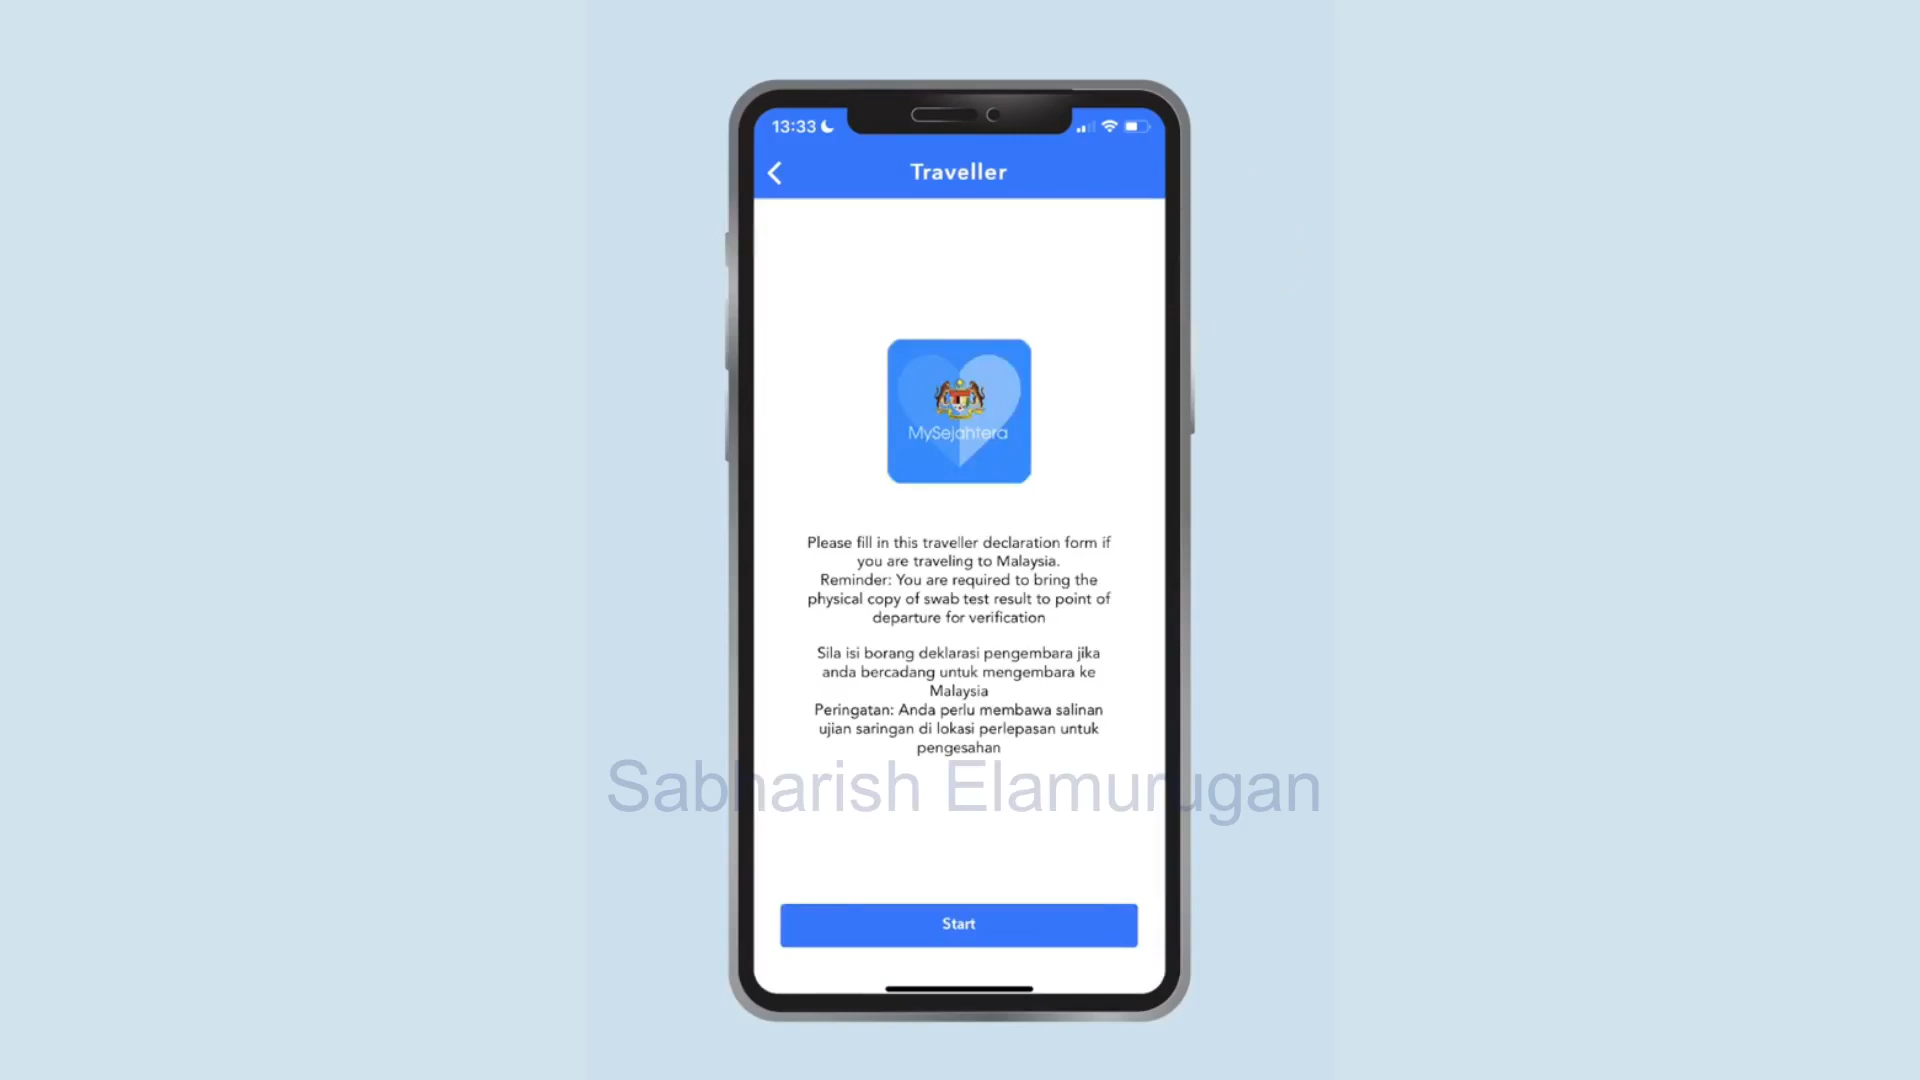 13:33
Traveller
MySejahtera
Please fill in this traveller declaration form if
you are traveling to Malaysia.
Reminder: You are required to bring the
physical copy of swab test result to point of
departure for verification
Sila isi borang deklarasi pengembara jika
anda bercadang untuk mengembara ke
Malaysia
Peringatan: Anda perlu membawa salinan
ujian saringan di lokasi perlepasan untuk
pengesahan
Sabharish Elamurugan
Start